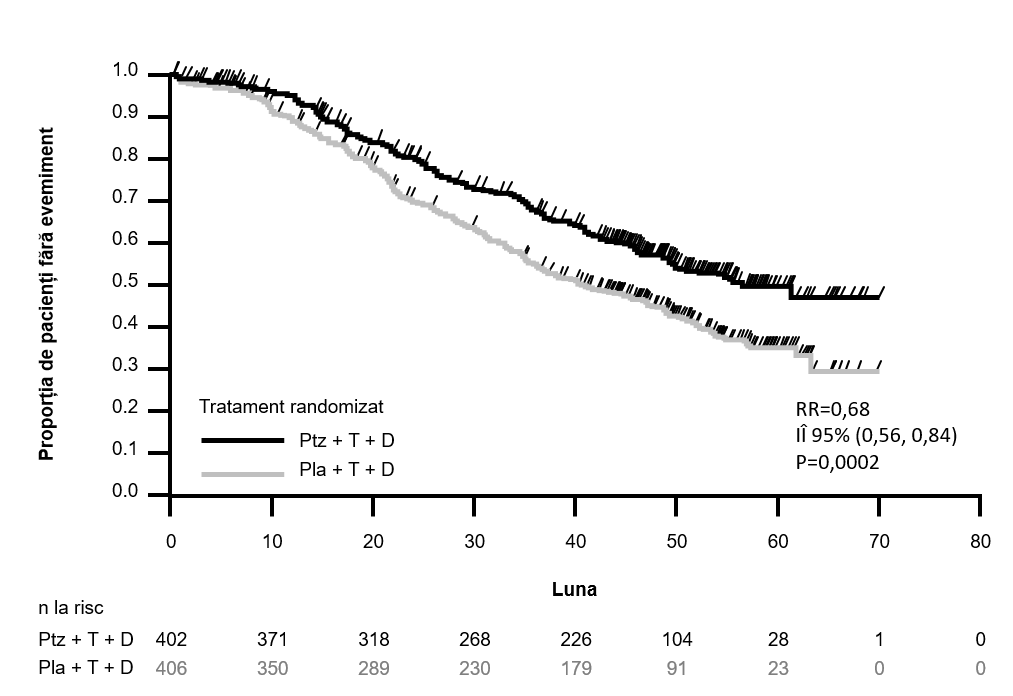 Proporția de pacienți fără evemiment
1.0
0.9
0.8
0.7
0.6
0.5
0.4
0.3
0.2
0.1
0.0
Tratament randomizat
Ptz + T + D
Pla + T + D
RR=0,68
IÎ 95% (0,56, 0,84)
P=0,0002
0 10 20 30 40 50 60 70 80
Luna
n la risc
Ptz + T + D 402 371 318 268 226 104 28 1 0
Pla + T + D 406 350 289 230 179 91 23 0 0